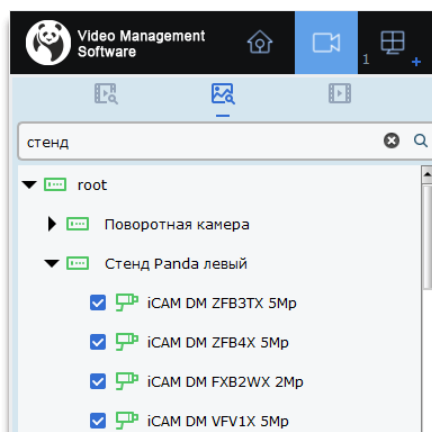 Video Management
Software
1
стенд
root
Поворотная камера
Стенд Panda левый
iCAM DM ZFB3TX 5Mp
iCAM DM ZFB4X 5Mp
iCAM DM FXB2WX 2Mp
iCAM DM VFV1X 5Mp